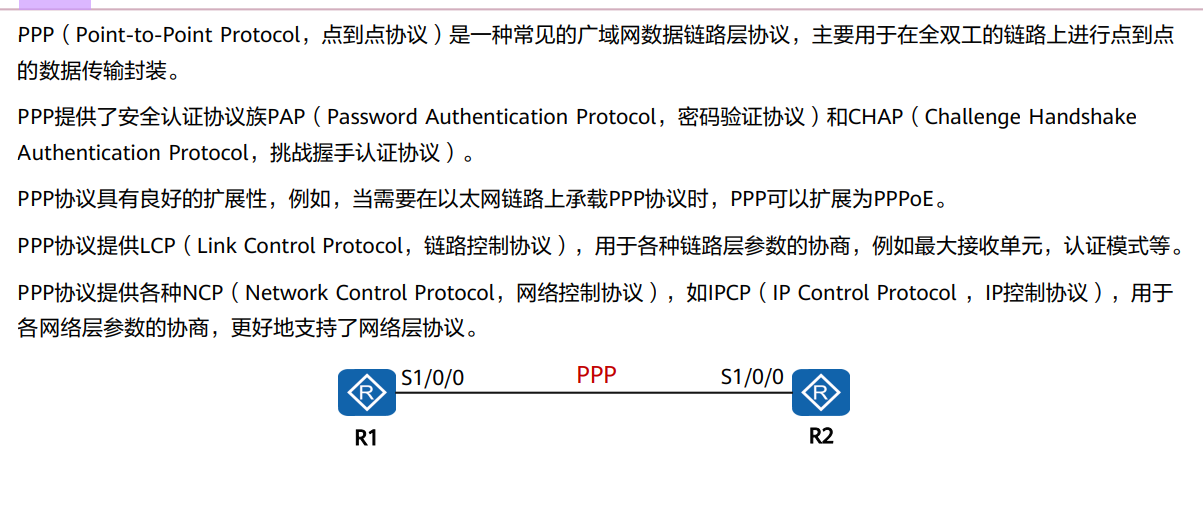 PPP（Point-to-Point Protocol，点到点协议）是一种常见的广域网数据链路层协议，主要用于在全双工的链路上进行点到点
的数据传输封装。
PPP提供了安全认证协议族PAP（Password Authentication Protocol，密码验证协议）和CHAP（Challenge Handshake
Authentication Protocol，挑战握手认证协议）。
PPP协议具有良好的扩展性，例如，当需要在以太网链路上承载PPP协议时，PPP可以扩展为PPPoE。
PPP协议提供LCP（Link Control Protocol，链路控制协议），用于各种链路层参数的协商，例如最大接收单元，认证模式等。
PPP协议提供各种NCP（Network Control Protocol，网络控制协议），如IPCP（IP Control Protocol ，IP控制协议），用于
各网络层参数的协商，更好地支持了网络层协议。
S1/0/0 PPP S1/0/0
R R
R1 R2